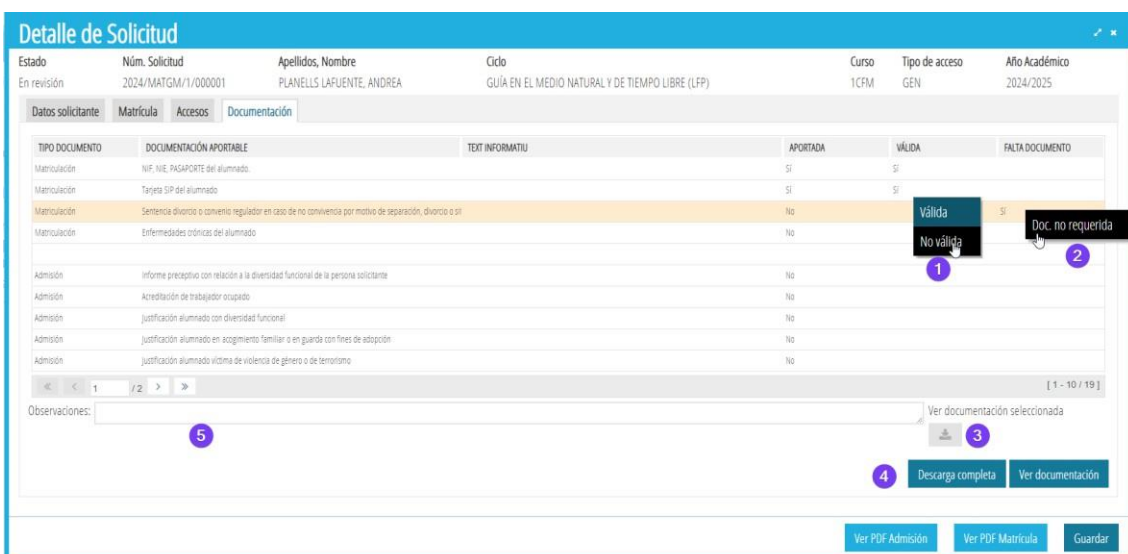 Detalle de Solicitud
Estado Núm. Solicitud Apellidos, Nombre Ciclo Curso Tipo de acceso Año Académico
En revisión 2024/MATGM/1/000001 PLANELLS LAFUENTE, ANDREA GUÍA EN EL MEDIO NATURAL Y DE TIEMPO LIBRE (LFP) 1CFM GEN 2024/2025
Datos solicitante Matrícula Accesos Documentación
TIPO DOCUMENTO DOCUMENTACIÓN APORTABLE TEXT INFORMATIU APORTADA VÁLIDA FALTA DOCUMENTO
Matriculación NIF, NIE, PASAPORTE del alumnado. Sí Sí
Matriculación Tarjeta SIP del alumnado Sí Sí
Matriculación Sentencia divorcio o convenio regulador en caso de no convivencia por motivo de separación, divorcio o sit No Válida Sí
Doc. no requerida
Matriculación Enfermedades crónicas del alumnado No No válida
1 2
Admisión Informe preceptivo con relación a la diversidad funcional de la persona solicitante No
Admisión Acreditación de trabajador ocupado No
Admisión Justificación alumnado con diversidad funcional No
Admisión Justificación alumnado en acogimiento familiar o en guarda con fines de adopción No
Admisión Justificación alumnado víctima de violencia de género o de terrorismo No
1 / 2 [ 1 - 10 / 19 ]
Observaciones: Ver documentación seleccionada
5 3
4 Descarga completa Ver documentación
Ver PDF Admisión Ver PDF Matrícula Guardar